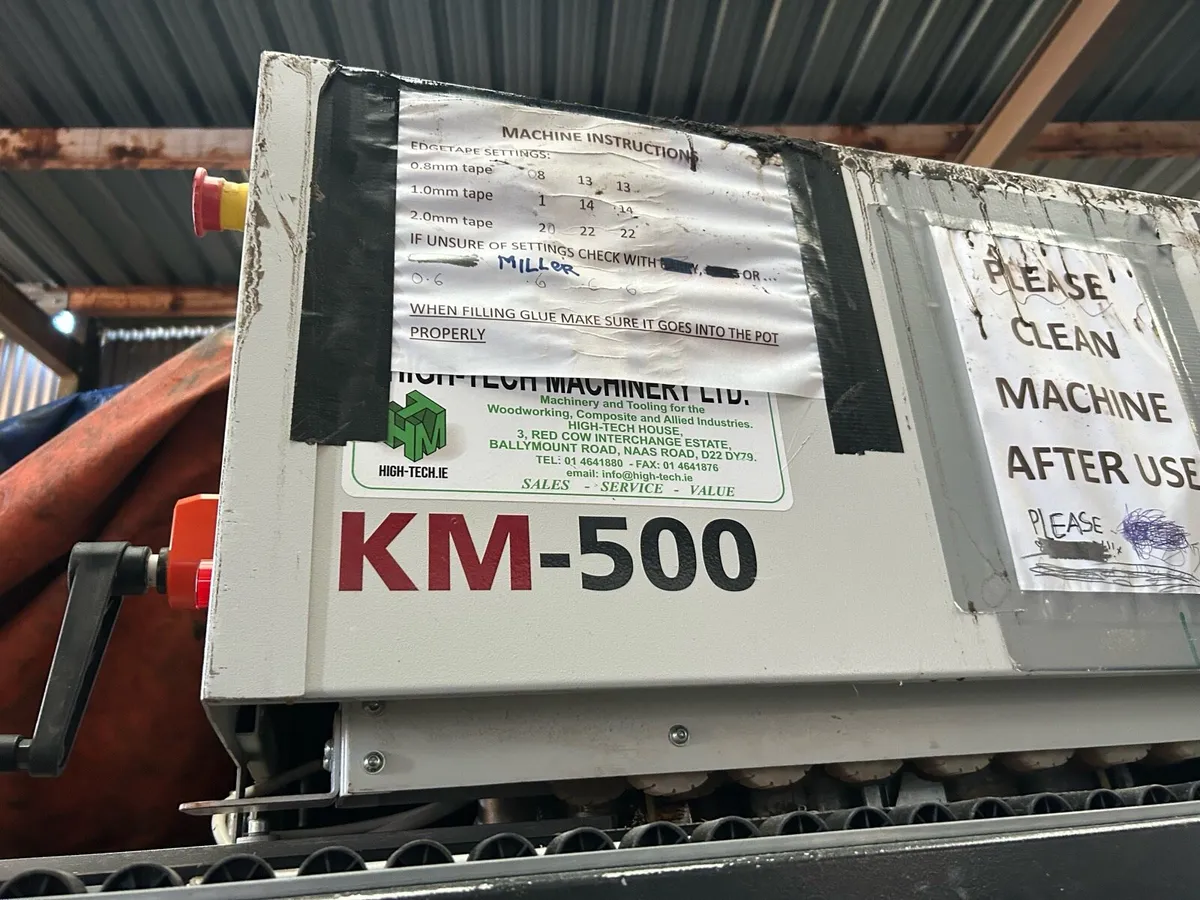 MACHINE INSTRUCTIONS
EDGETAPE SETTINGS:
0.8mm tape 08 13 13
1.0mm tape 1 14 14
2.0mm tape 20 22 22
IF UNSURE OF SETTINGS CHECK WITH OR ...
MILLER
0.6 .6 6 6
WHEN FILLING GLUE MAKE SURE IT GOES INTO THE POT
PROPERLY
HIGH-TECH MACHINERY LTD.
Machinery and Tooling for the
Woodworking, Composite and Allied Industries.
HIGH-TECH HOUSE,
3, RED COW INTERCHANGE ESTATE,
BALLYMOUNT ROAD, NAAS ROAD, D22 DY79.
TEL: 01 4641880 - FAX: 01 4641876
email: info@high-tech.ie
SALES - SERVICE - VALUE
HTM
HIGH-TECH.IE
KM-500
PLEASE
CLEAN
MACHINE
AFTER USE
PLEASE